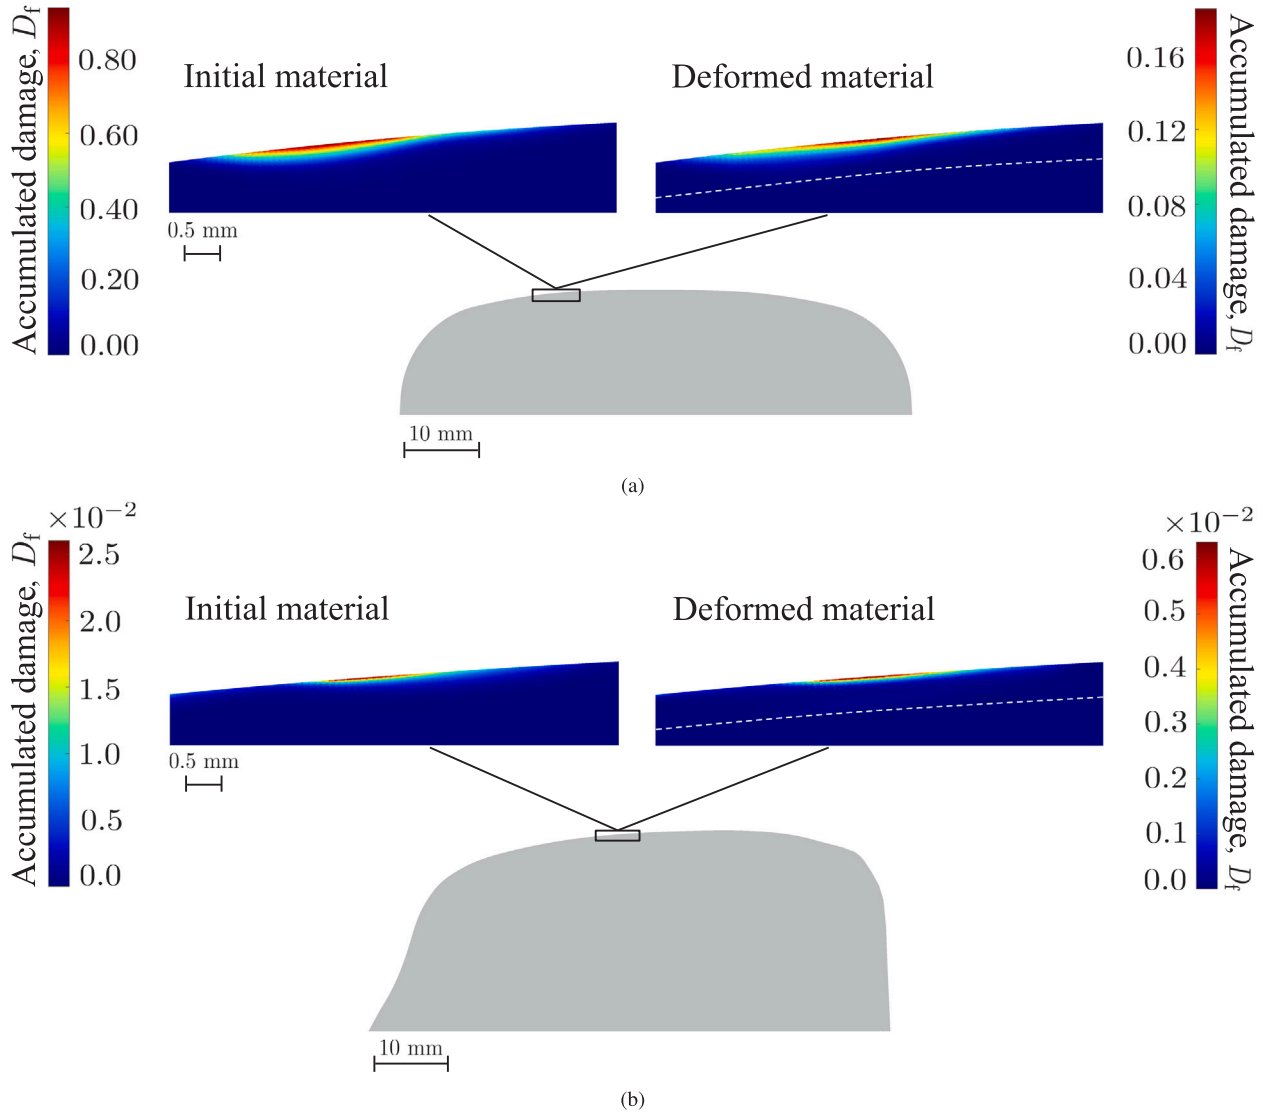 Accumulated damage, D_f
0.80
0.60
0.40
0.20
0.00
Initial material
Deformed material
0.16
0.12
0.08
0.04
0.00
Accumulated damage, D_f
0.5 mm
10 mm
(a)
×10⁻²
Accumulated damage, D_f
2.5
2.0
1.5
1.0
0.5
0.0
Initial material
Deformed material
×10⁻²
0.6
0.5
0.4
0.3
0.2
0.1
0.0
Accumulated damage, D_f
0.5 mm
10 mm
(b)